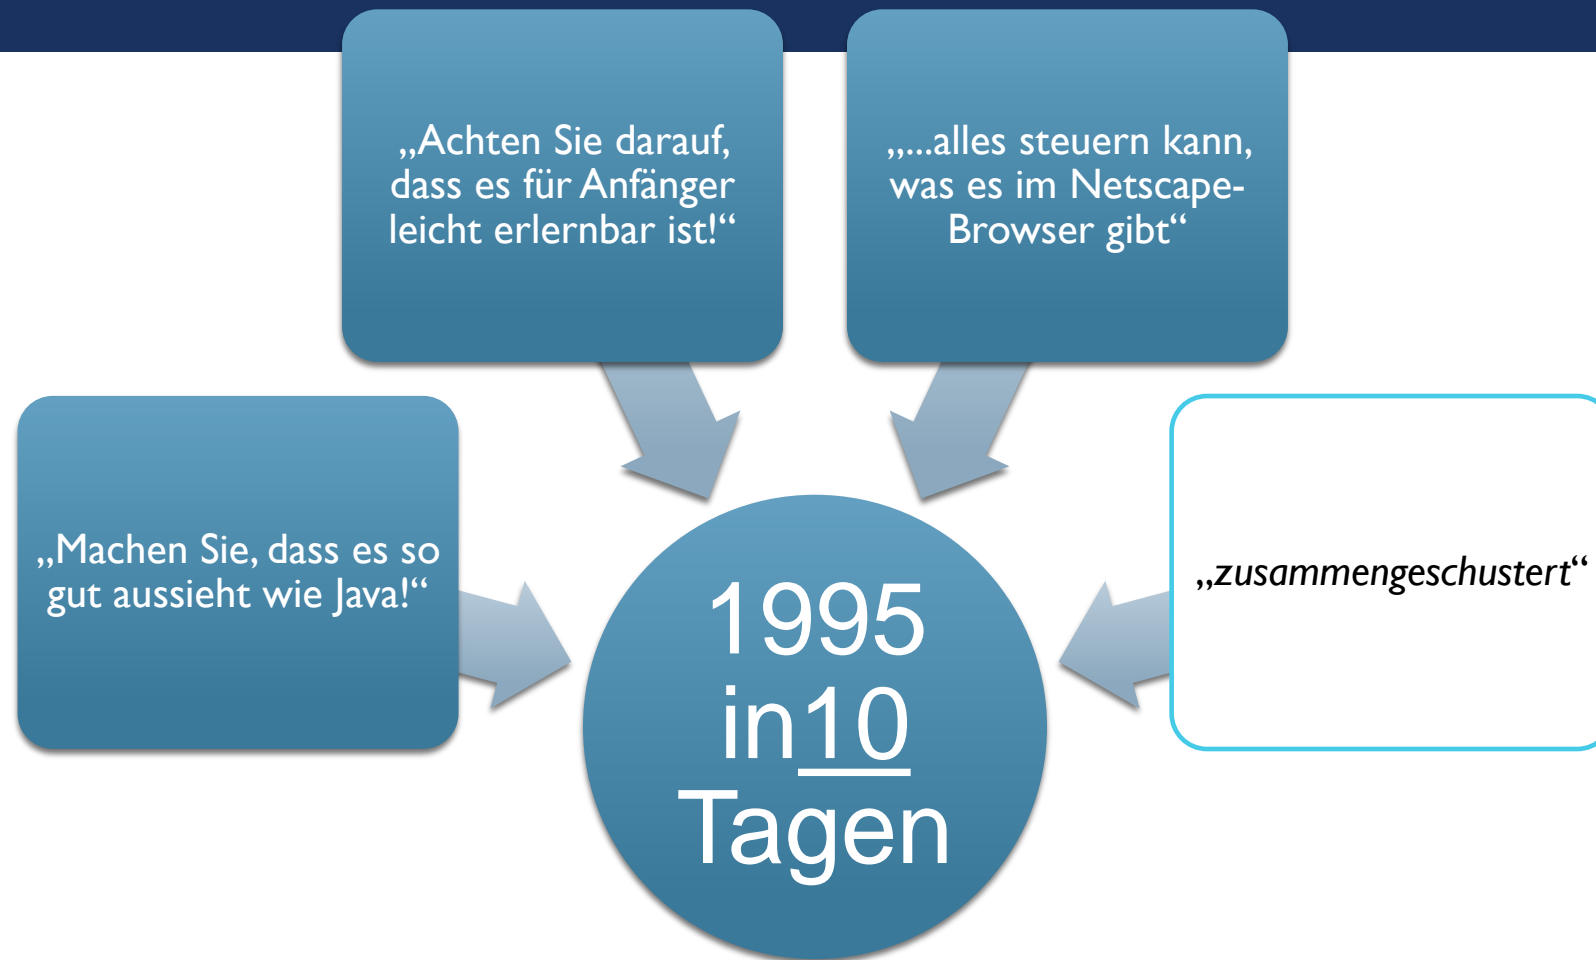 „Achten Sie darauf,
dass es für Anfänger
leicht erlernbar ist!“
„...alles steuern kann,
was es im Netscape-
Browser gibt“
„Machen Sie, dass es so
gut aussieht wie Java!“
„zusammengeschustert“
1995
in10
Tagen